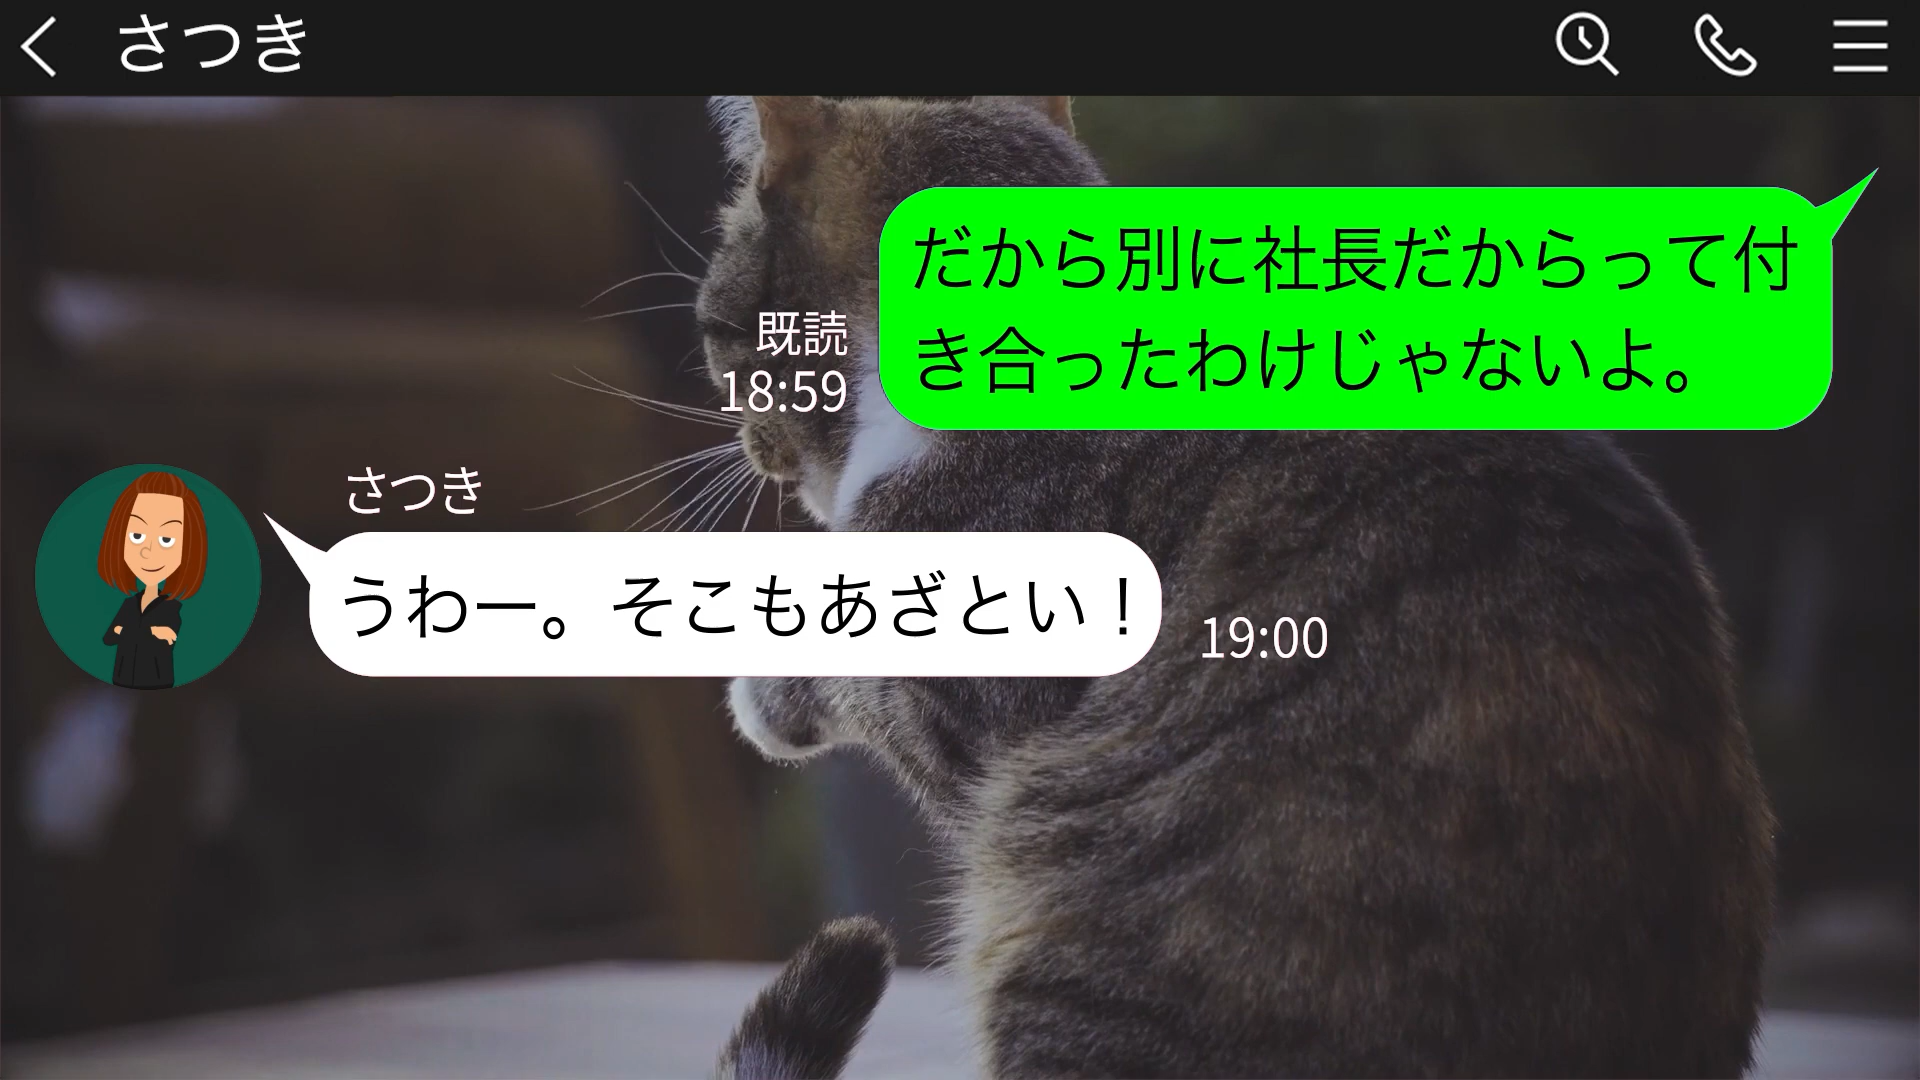 さつき
だから別に社長だからって付
き合ったわけじゃないよ。
既読
18:59
さつき
うわー。そこもあざとい！
19:00